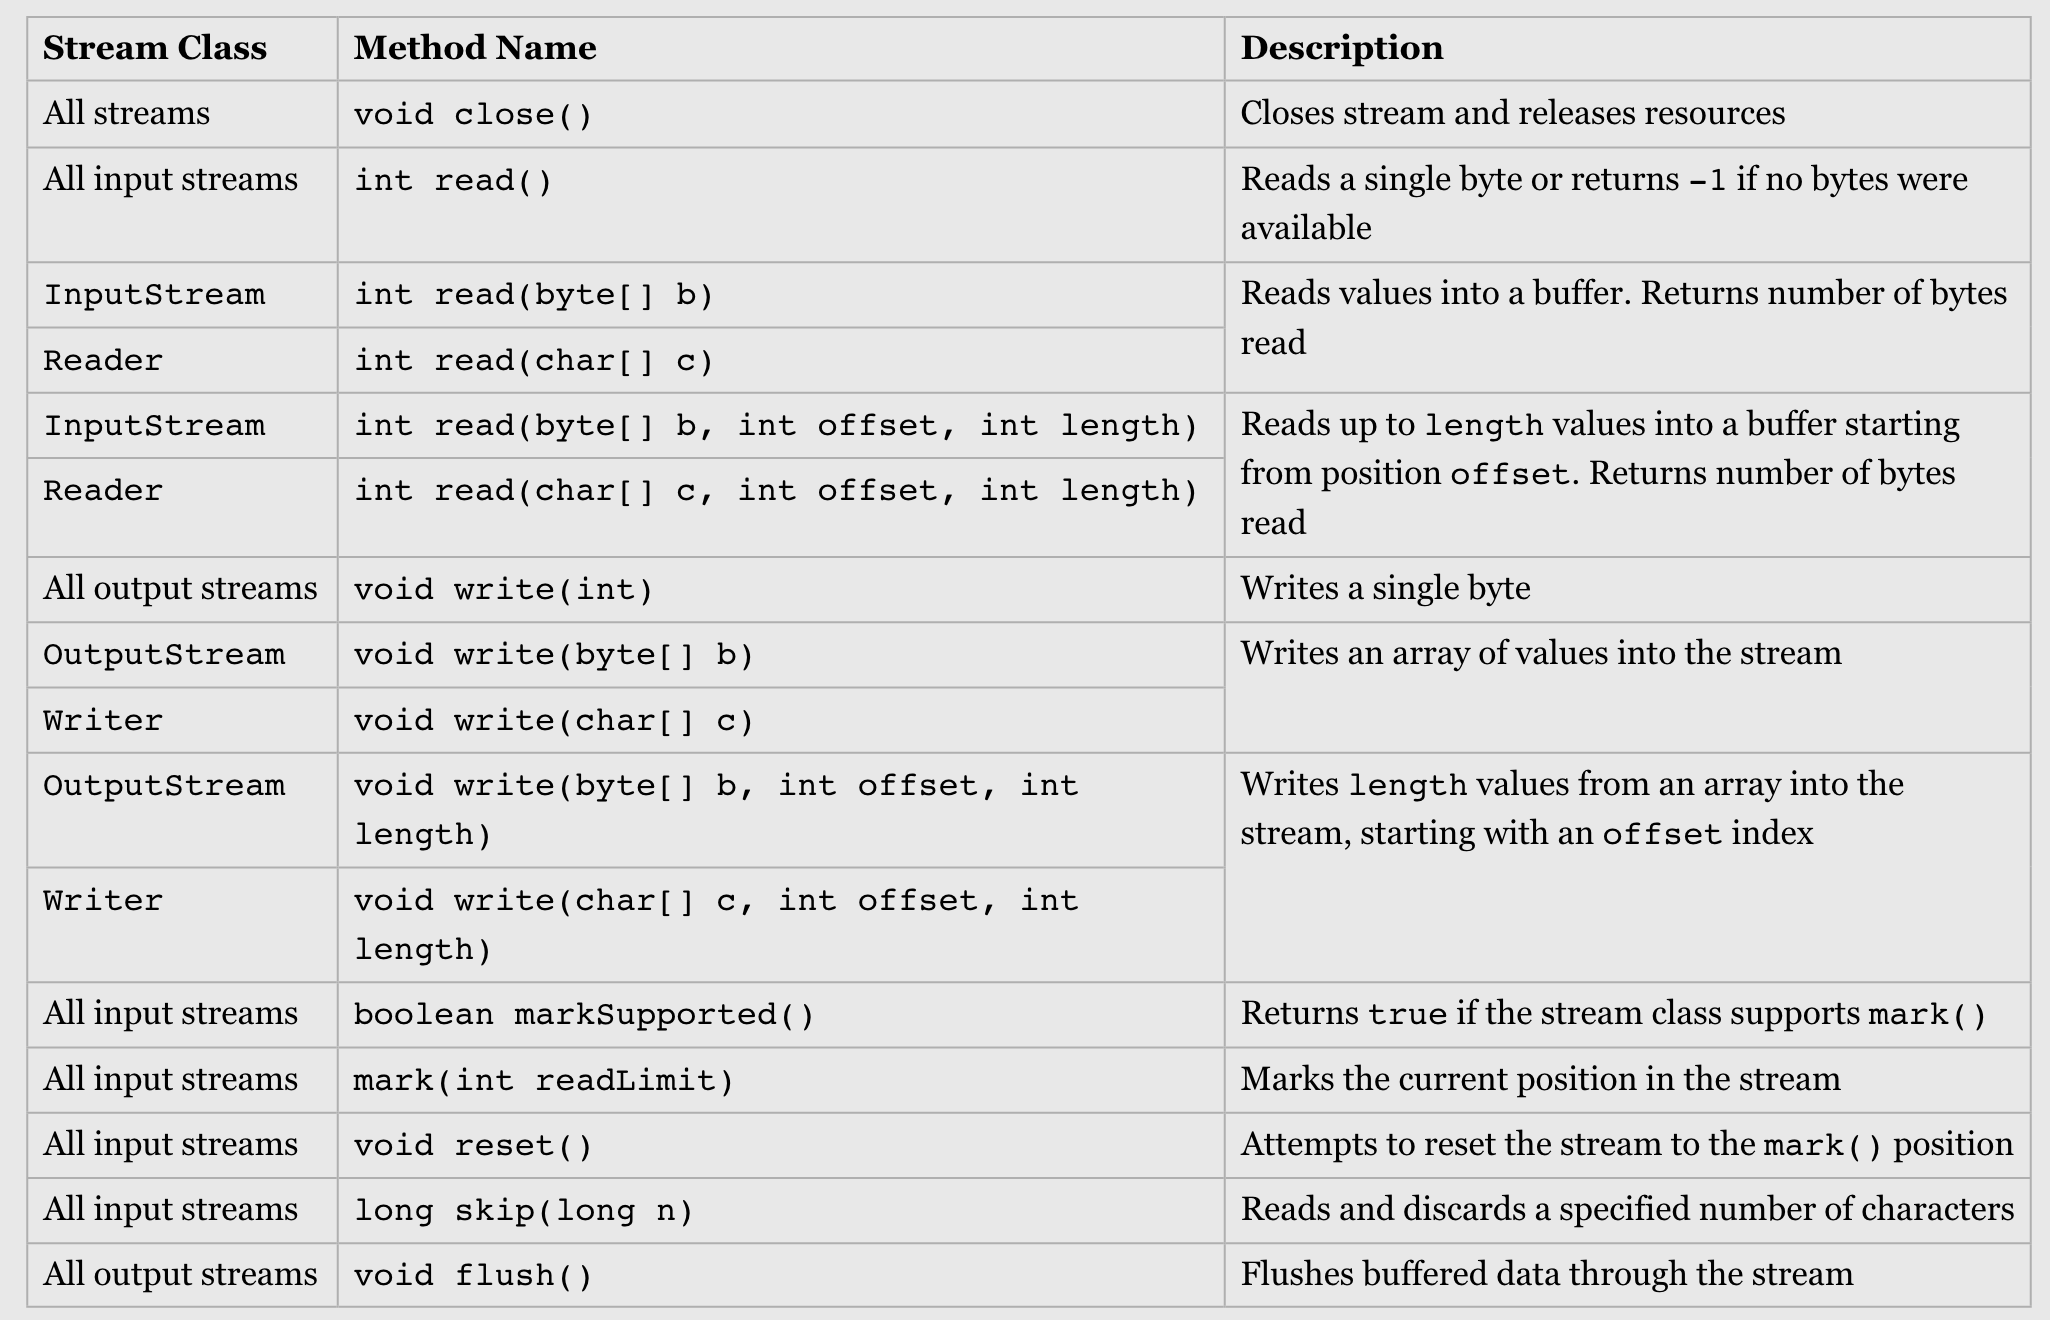 Stream Class Method Name Description
All streams void close() Closes stream and releases resources
All input streams int read() Reads a single byte or returns -1 if no bytes were
available
InputStream int read(byte[] b) Reads values into a buffer. Returns number of bytes
read
Reader int read(char[] c)
InputStream int read(byte[] b, int offset, int length) Reads up to length values into a buffer starting
from position offset. Returns number of bytes
read
Reader int read(char[] c, int offset, int length)
All output streams void write(int) Writes a single byte
OutputStream void write(byte[] b) Writes an array of values into the stream
Writer void write(char[] c)
OutputStream void write(byte[] b, int offset, int
length)
Writes length values from an array into the
stream, starting with an offset index
Writer void write(char[] c, int offset, int
length)
All input streams boolean markSupported() Returns true if the stream class supports mark()
All input streams mark(int readLimit) Marks the current position in the stream
All input streams void reset() Attempts to reset the stream to the mark() position
All input streams long skip(long n) Reads and discards a specified number of characters
All output streams void flush() Flushes buffered data through the stream